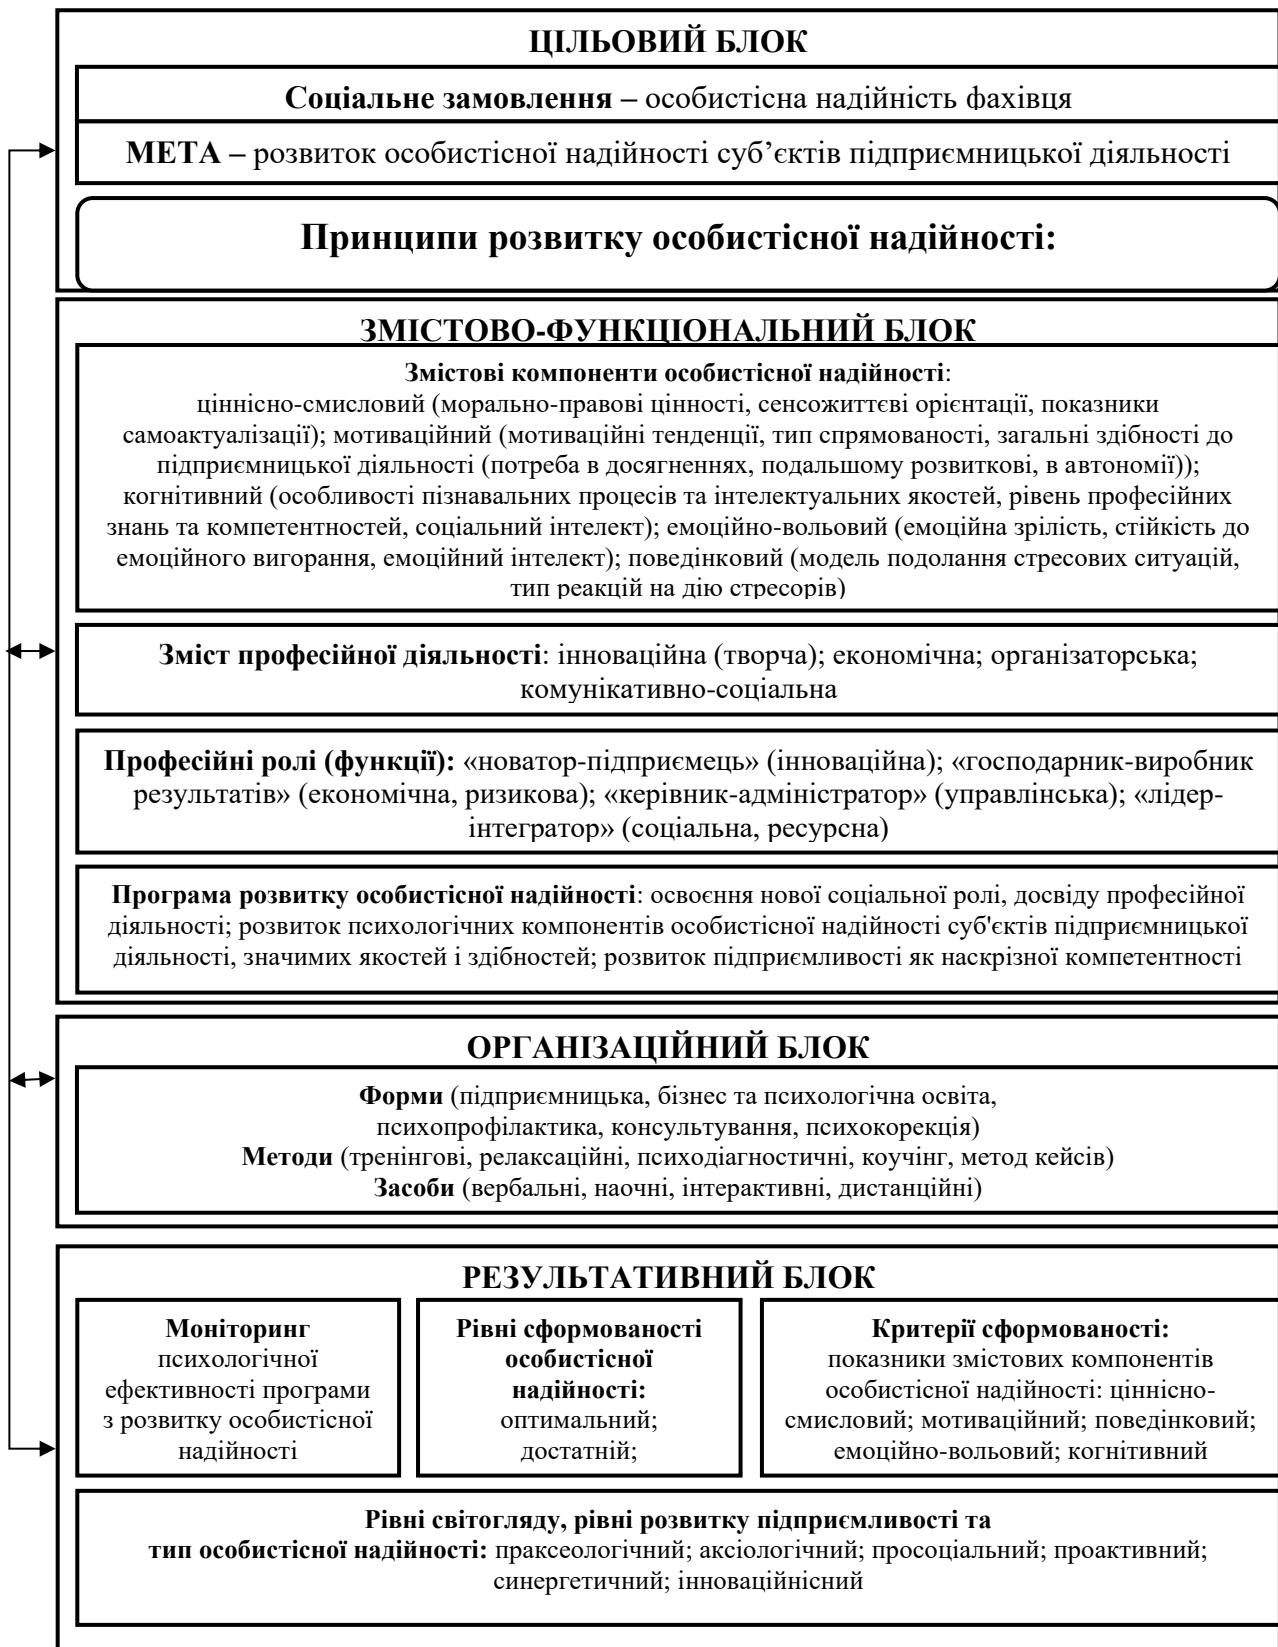 ЦІЛЬОВИЙ БЛОК
Соціальне замовлення – особистісна надійність фахівця
МЕТА – розвиток особистісної надійності суб’єктів підприємницької діяльності
Принципи розвитку особистісної надійності:
ЗМІСТОВО-ФУНКЦІОНАЛЬНИЙ БЛОК
Змістові компоненти особистісної надійності:
ціннісно-смисловий (морально-правові цінності, сенсожиттєві орієнтації, показники
самоактуалізації); мотиваційний (мотиваційні тенденції, тип спрямованості, загальні здібності до
підприємницької діяльності (потреба в досягненнях, подальшому розвиткові, в автономії));
когнітивний (особливості пізнавальних процесів та інтелектуальних якостей, рівень професійних
знань та компетентностей, соціальний інтелект); емоційно-вольовий (емоційна зрілість, стійкість до
емоційного вигорання, емоційний інтелект); поведінковий (модель подолання стресових ситуацій,
тип реакцій на дію стресорів)
Зміст професійної діяльності: інноваційна (творча); економічна; організаторська;
комунікативно-соціальна
Професійні ролі (функції): «новатор-підприємець» (інноваційна); «господарник-виробник
результатів» (економічна, ризикова); «керівник-адміністратор» (управлінська); «лідер-
інтегратор» (соціальна, ресурсна)
Програма розвитку особистісної надійності: освоєння нової соціальної ролі, досвіду професійної
діяльності; розвиток психологічних компонентів особистісної надійності суб'єктів підприємницької
діяльності, значимих якостей і здібностей; розвиток підприємливості як наскрізної компетентності
ОРГАНІЗАЦІЙНИЙ БЛОК
Форми (підприємницька, бізнес та психологічна освіта,
психопрофілактика, консультування, психокорекція)
Методи (тренінгові, релаксаційні, психодіагностичні, коучінг, метод кейсів)
Засоби (вербальні, наочні, інтерактивні, дистанційні)
РЕЗУЛЬТАТИВНИЙ БЛОК
Моніторинг
психологічної
ефективності програми
з розвитку особистісної
надійності
Рівні сформованості
особистісної
надійності:
оптимальний;
достатній;
Критерії сформованості:
показники змістових компонентів
особистісної надійності: ціннісно-
смисловий; мотиваційний; поведінковий;
емоційно-вольовий; когнітивний
Рівні світогляду, рівні розвитку підприємливості та
тип особистісної надійності: праксеологічний; аксіологічний; просоціальний; проактивний;
синергетичний; інноваційнісний